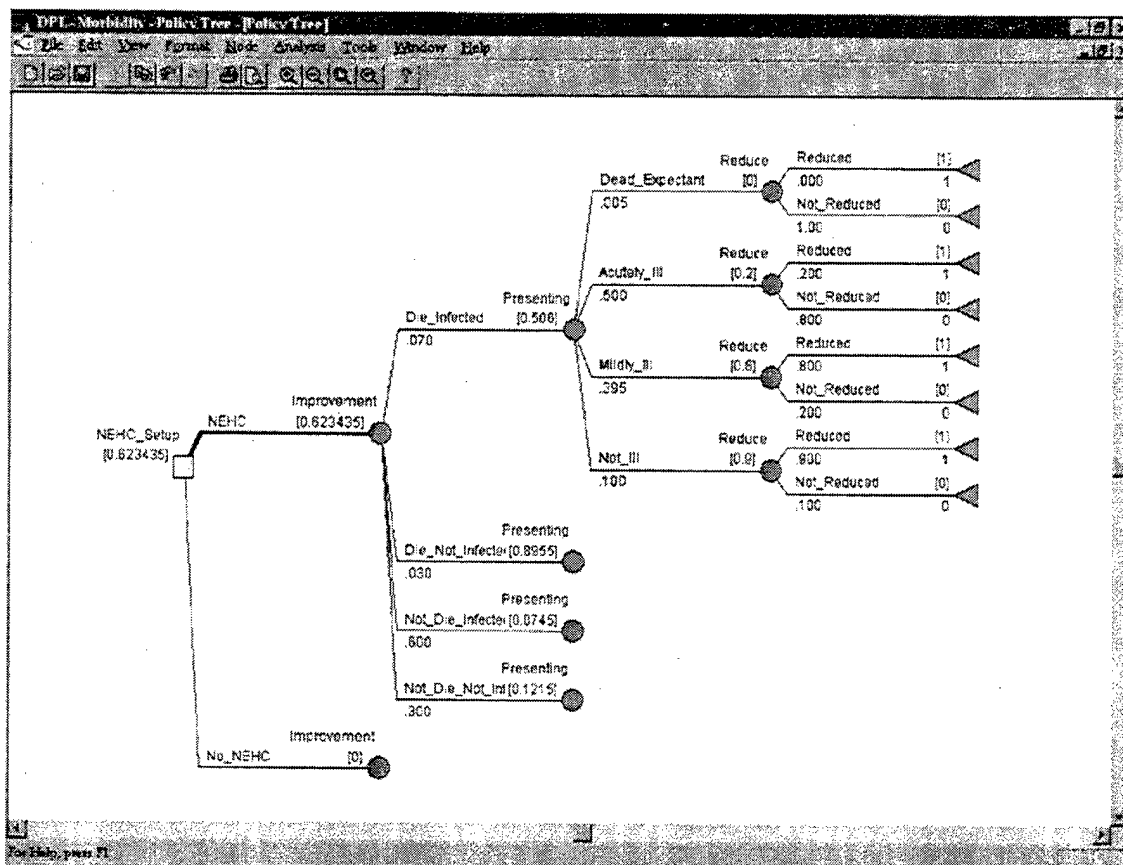 DPL - Morbidity - Policy Tree - [Policy Tree]
File Edit View Format Node Analysis Tools Window Help
Reduce
Reduced [1]
Dead_Expectant [0]
.000 1
.005
Not_Reduced [0]
1.00 0
Reduce
Reduced [1]
Acutely_Ill [0.2]
.200 1
.500
Not_Reduced [0]
.800 0
Presenting
Die_Infected [0.506]
.070
Reduce
Reduced [1]
Mildly_Ill
.800 1
.395
Not_Reduced [0]
.200 0
Improvement
NEHC [0.623435]
NEHC_Setup
[0.623435]
Reduce
Reduced [1]
Not_Ill [0.9]
.900 1
.100
Not_Reduced [0]
.100 0
Presenting
Die_Not_Infected [0.8955]
.030
Presenting
Not_Die_Infected
.600
Presenting
Not_Die_Not_Inf [0.1215]
.300
Improvement
No_NEHC [0]
For Help, press F1